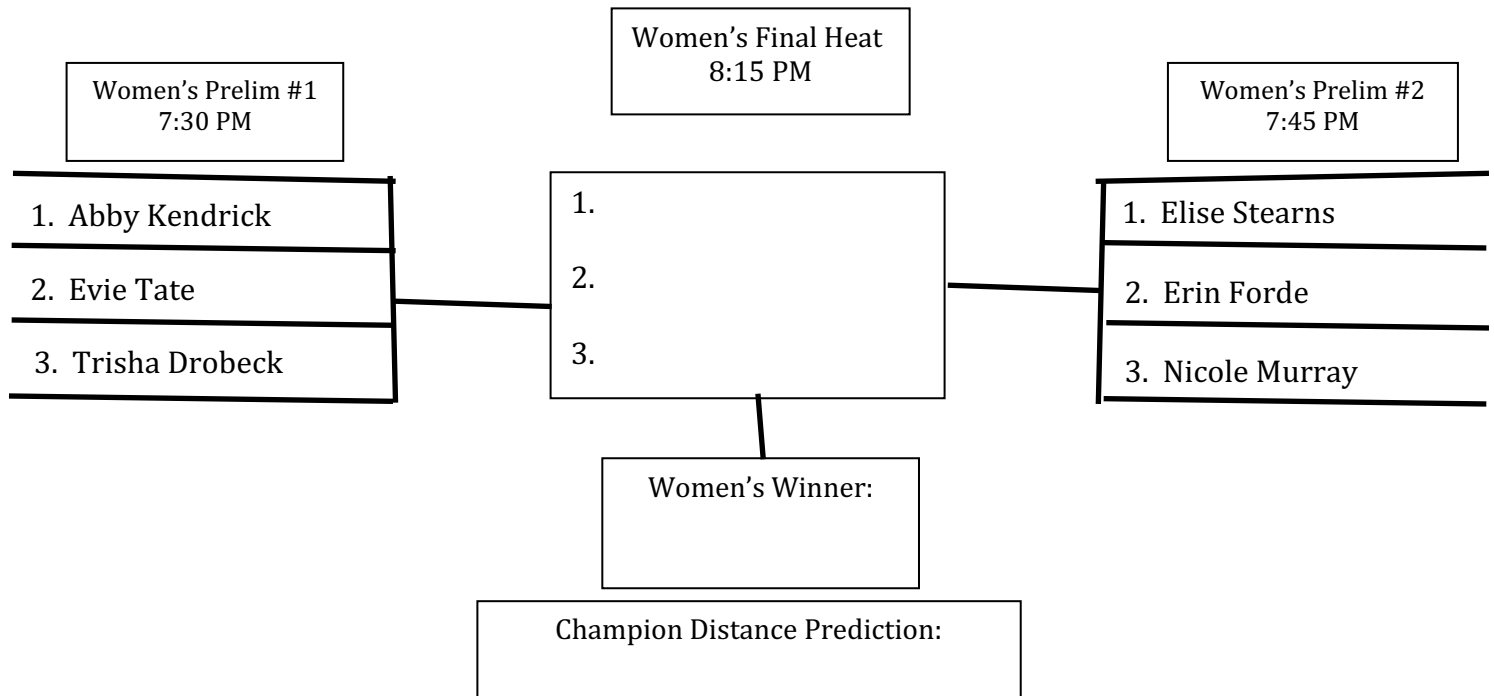 Women’s Final Heat
8:15 PM
Women’s Prelim #1
7:30 PM
1. Abby Kendrick
2. Evie Tate
3. Trisha Drobeck
1.
2.
3.
Women’s Prelim #2
7:45 PM
1. Elise Stearns
2. Erin Forde
3. Nicole Murray
Women’s Winner:
Champion Distance Prediction: